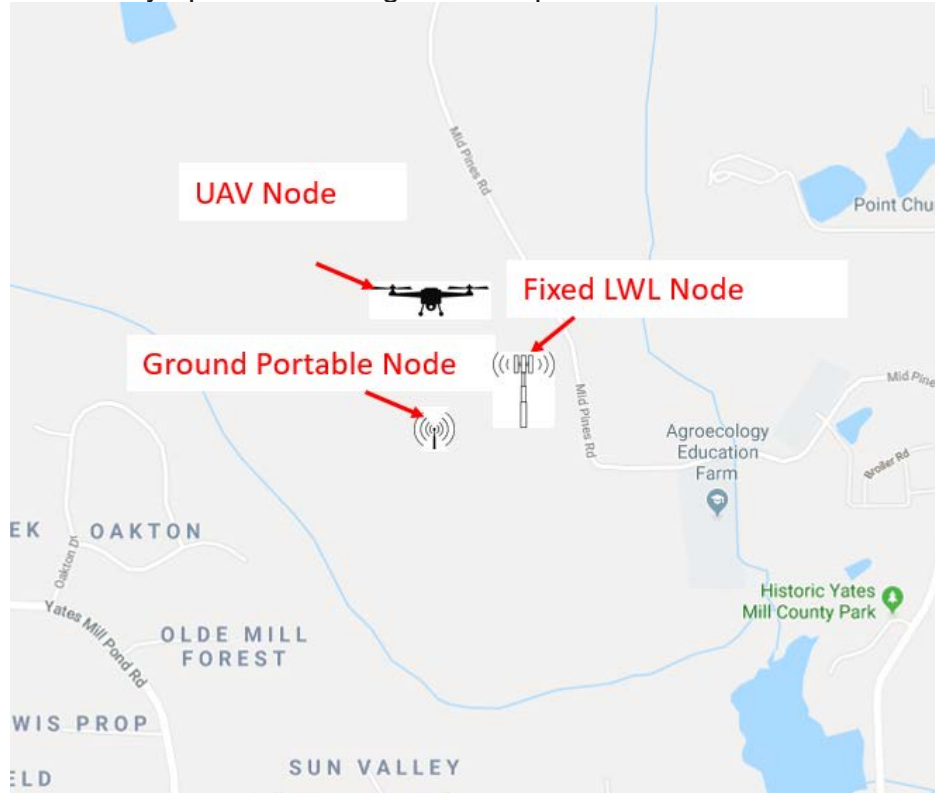 Mid Pines Rd
UAV Node
Point Chu
Fixed LWL Node
Ground Portable Node
Mid Pines Rd
Mid Pine
Agroecology
Education
Farm
Broiler Rd
EK
OAKTON
Oakton Dr
Historic Yates
Mill County Park
Yates Mill Pond Rd
OLDE MILL
FOREST
WIS PROP
SUN VALLEY
ELD